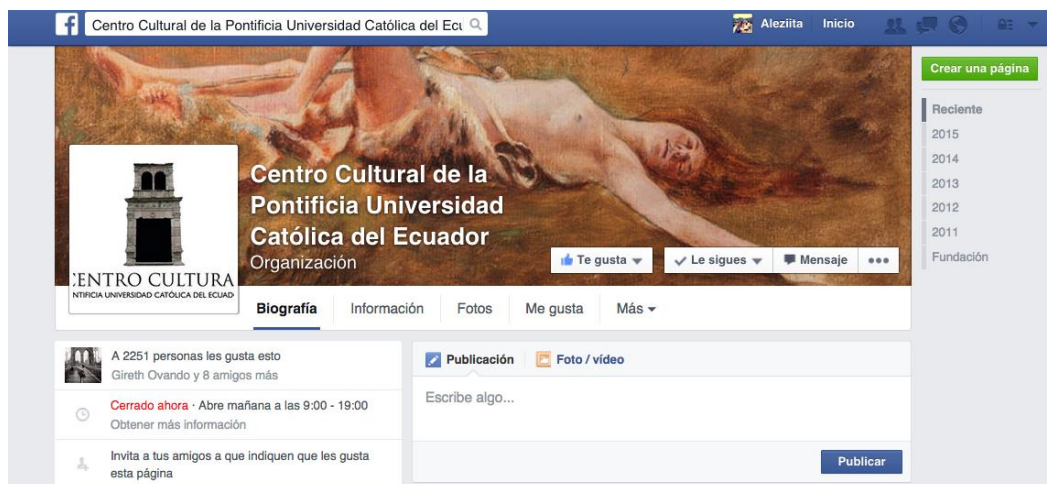 Centro Cultural de la Pontificia Universidad Católica del Ecu
Aleziita Inicio
Crear una página
Reciente
2015
2014
2013
2012
2011
Fundación
CENTRO CULTURA
NTIFICIA UNIVERSIDAD CATÓLICA DEL ECUAD
Centro Cultural de la
Pontificia Universidad
Católica del Ecuador
Organización
Te gusta Le sigues Mensaje
Biografía Información Fotos Me gusta Más
A 2251 personas les gusta esto
Gireth Ovando y 8 amigos más
Cerrado ahora · Abre mañana a las 9:00 - 19:00
Obtener más información
Invita a tus amigos a que indiquen que les gusta
esta página
Publicación Foto / vídeo
Escribe algo...
Publicar